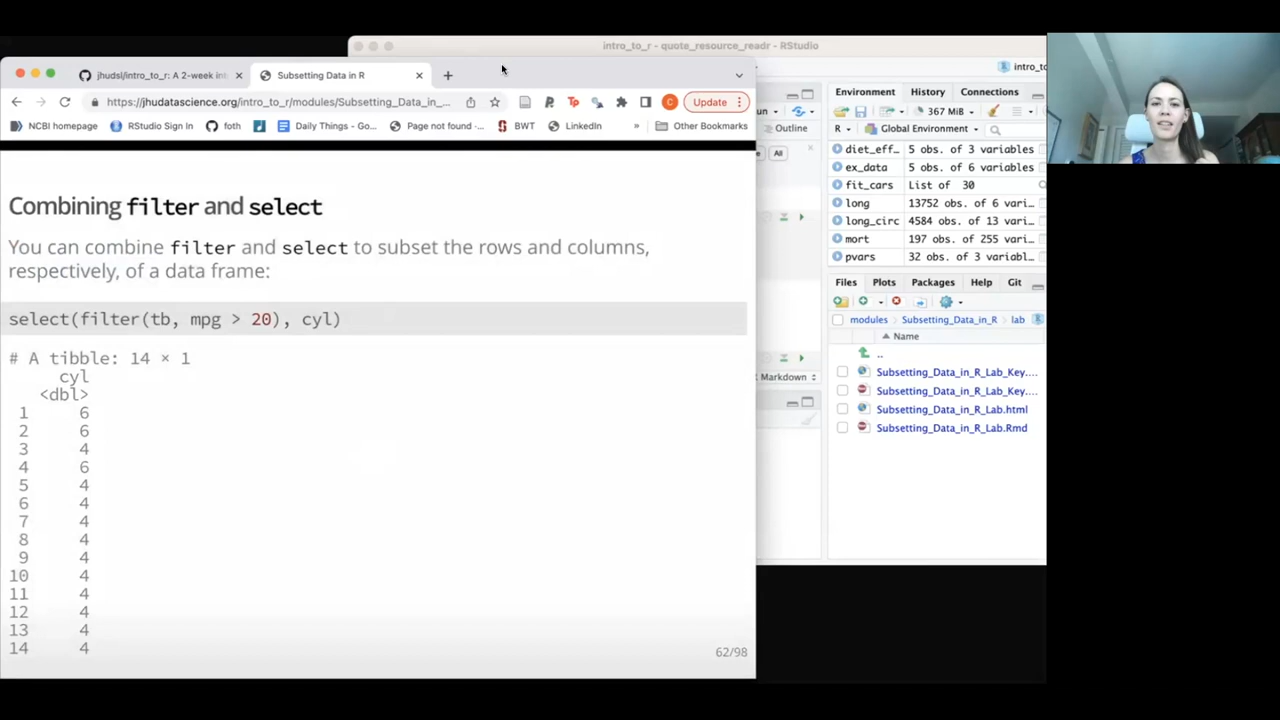 intro_to_r - quote_resource_readr - RStudio
jhudsl/intro_to_r: A 2-week int
Subsetting Data in R
https://jhudatascience.org/intro_to_r/modules/Subsetting_Data_in_...
Update
NCBI homepage
RStudio Sign In
foth
Daily Things - Go...
Page not found -...
BWT
LinkedIn
»
Other Bookmarks
Combining filter and select
You can combine filter and select to subset the rows and columns,
respectively, of a data frame:
select(filter(tb, mpg > 20), cyl)
# A tibble: 14 × 1
cyl
<dbl>
1 6
2 6
3 4
4 6
5 4
6 4
7 4
8 4
9 4
10 4
11 4
12 4
13 4
14 4
62/98
intro_to
Outline
All
Markdown
Environment
History
Connections
367 MiB
R
Global Environment
diet_eff… 5 obs. of 3 variables
ex_data 5 obs. of 6 variables
fit_cars List of 30
long 13752 obs. of 6 vari…
long_circ 4584 obs. of 13 vari…
mort 197 obs. of 255 vari…
pvars 32 obs. of 3 variabl…
Files
Plots
Packages
Help
Git
modules
Subsetting_Data_in_R
lab
Name
..
Subsetting_Data_in_R_Lab_Key....
Subsetting_Data_in_R_Lab_Key....
Subsetting_Data_in_R_Lab.html
Subsetting_Data_in_R_Lab.Rmd